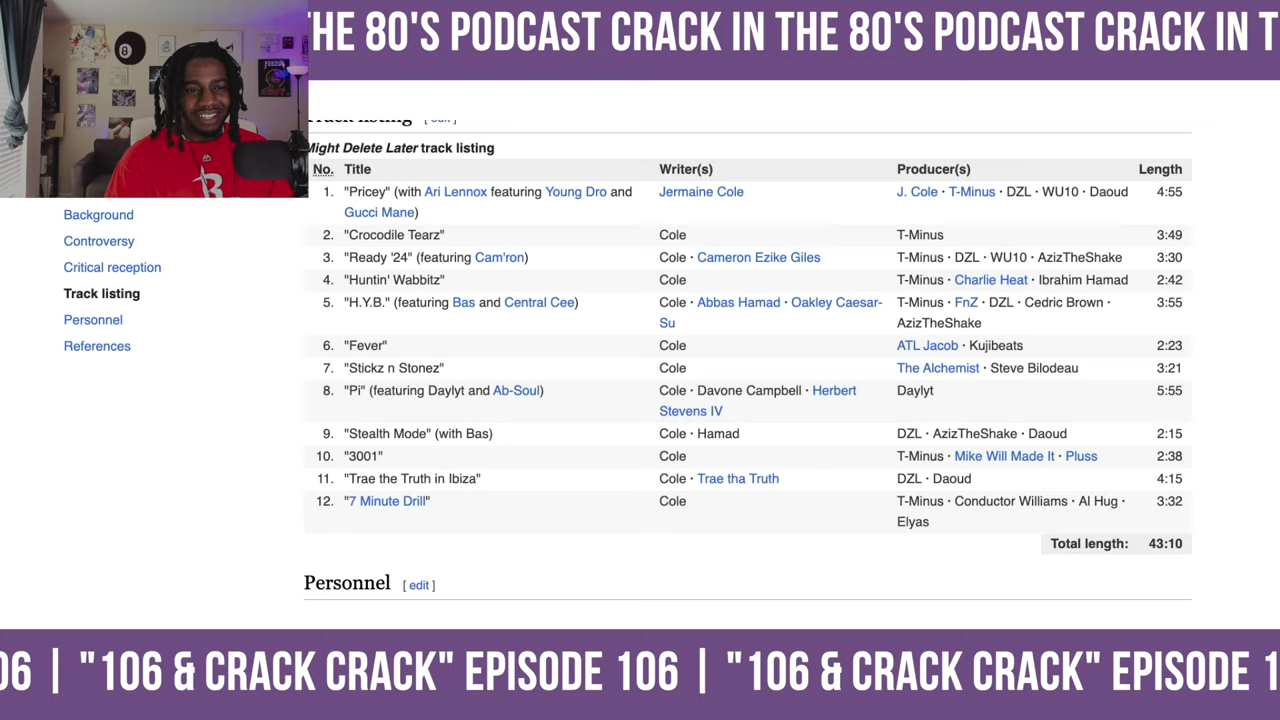 HE 80'S PODCAST CRACK IN THE 80'S PODCAST CRACK IN T
Track listing [ edit ]
Might Delete Later track listing
No. Title Writer(s) Producer(s) Length
1. "Pricey" (with Ari Lennox featuring Young Dro and Jermaine Cole J. Cole · T-Minus · DZL · WU10 · Daoud 4:55
Gucci Mane)
2. "Crocodile Tearz" Cole T-Minus 3:49
3. "Ready '24" (featuring Cam'ron) Cole · Cameron Ezike Giles T-Minus · DZL · WU10 · AzizTheShake 3:30
4. "Huntin' Wabbitz" Cole T-Minus · Charlie Heat · Ibrahim Hamad 2:42
5. "H.Y.B." (featuring Bas and Central Cee) Cole · Abbas Hamad · Oakley Caesar- T-Minus · FnZ · DZL · Cedric Brown · 3:55
Su AzizTheShake
6. "Fever" Cole ATL Jacob · Kujibeats 2:23
7. "Stickz n Stonez" Cole The Alchemist · Steve Bilodeau 3:21
8. "Pi" (featuring Daylyt and Ab-Soul) Cole · Davone Campbell · Herbert Daylyt 5:55
Stevens IV
9. "Stealth Mode" (with Bas) Cole · Hamad DZL · AzizTheShake · Daoud 2:15
10. "3001" Cole T-Minus · Mike Will Made It · Pluss 2:38
11. "Trae the Truth in Ibiza" Cole · Trae tha Truth DZL · Daoud 4:15
12. "7 Minute Drill" Cole T-Minus · Conductor Williams · Al Hug · 3:32
Elyas
Total length: 43:10
Personnel [ edit ]
Background
Controversy
Critical reception
Track listing
Personnel
References
06 | "106 & CRACK CRACK" EPISODE 106 | "106 & CRACK CRACK" EPISODE 1